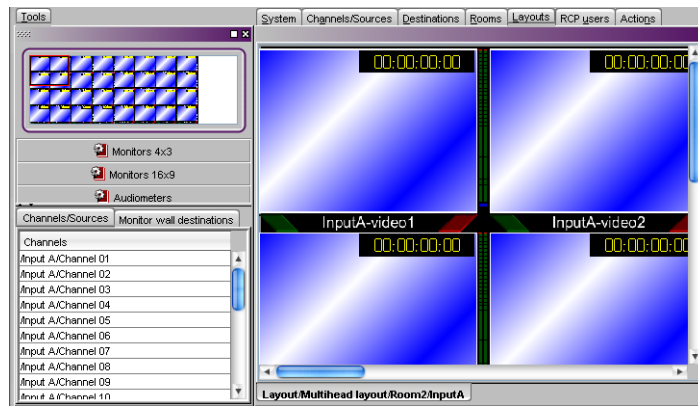 Tools
System
Channels/Sources
Destinations
Rooms
Layouts
RCP users
Actions
00:00:00:00
00:00:00:00
Monitors 4x3
Monitors 16x9
Audiometers
Channels/Sources
Monitor wall destinations
InputA-video1
InputA-video2
Channels
00:00:00:00
00:00:00:00
/Input A/Channel 01
/Input A/Channel 02
/Input A/Channel 03
/Input A/Channel 04
/Input A/Channel 05
/Input A/Channel 06
/Input A/Channel 07
/Input A/Channel 08
/Input A/Channel 09
/Input A/Channel 10
Layout/Multihead layout/Room2/InputA